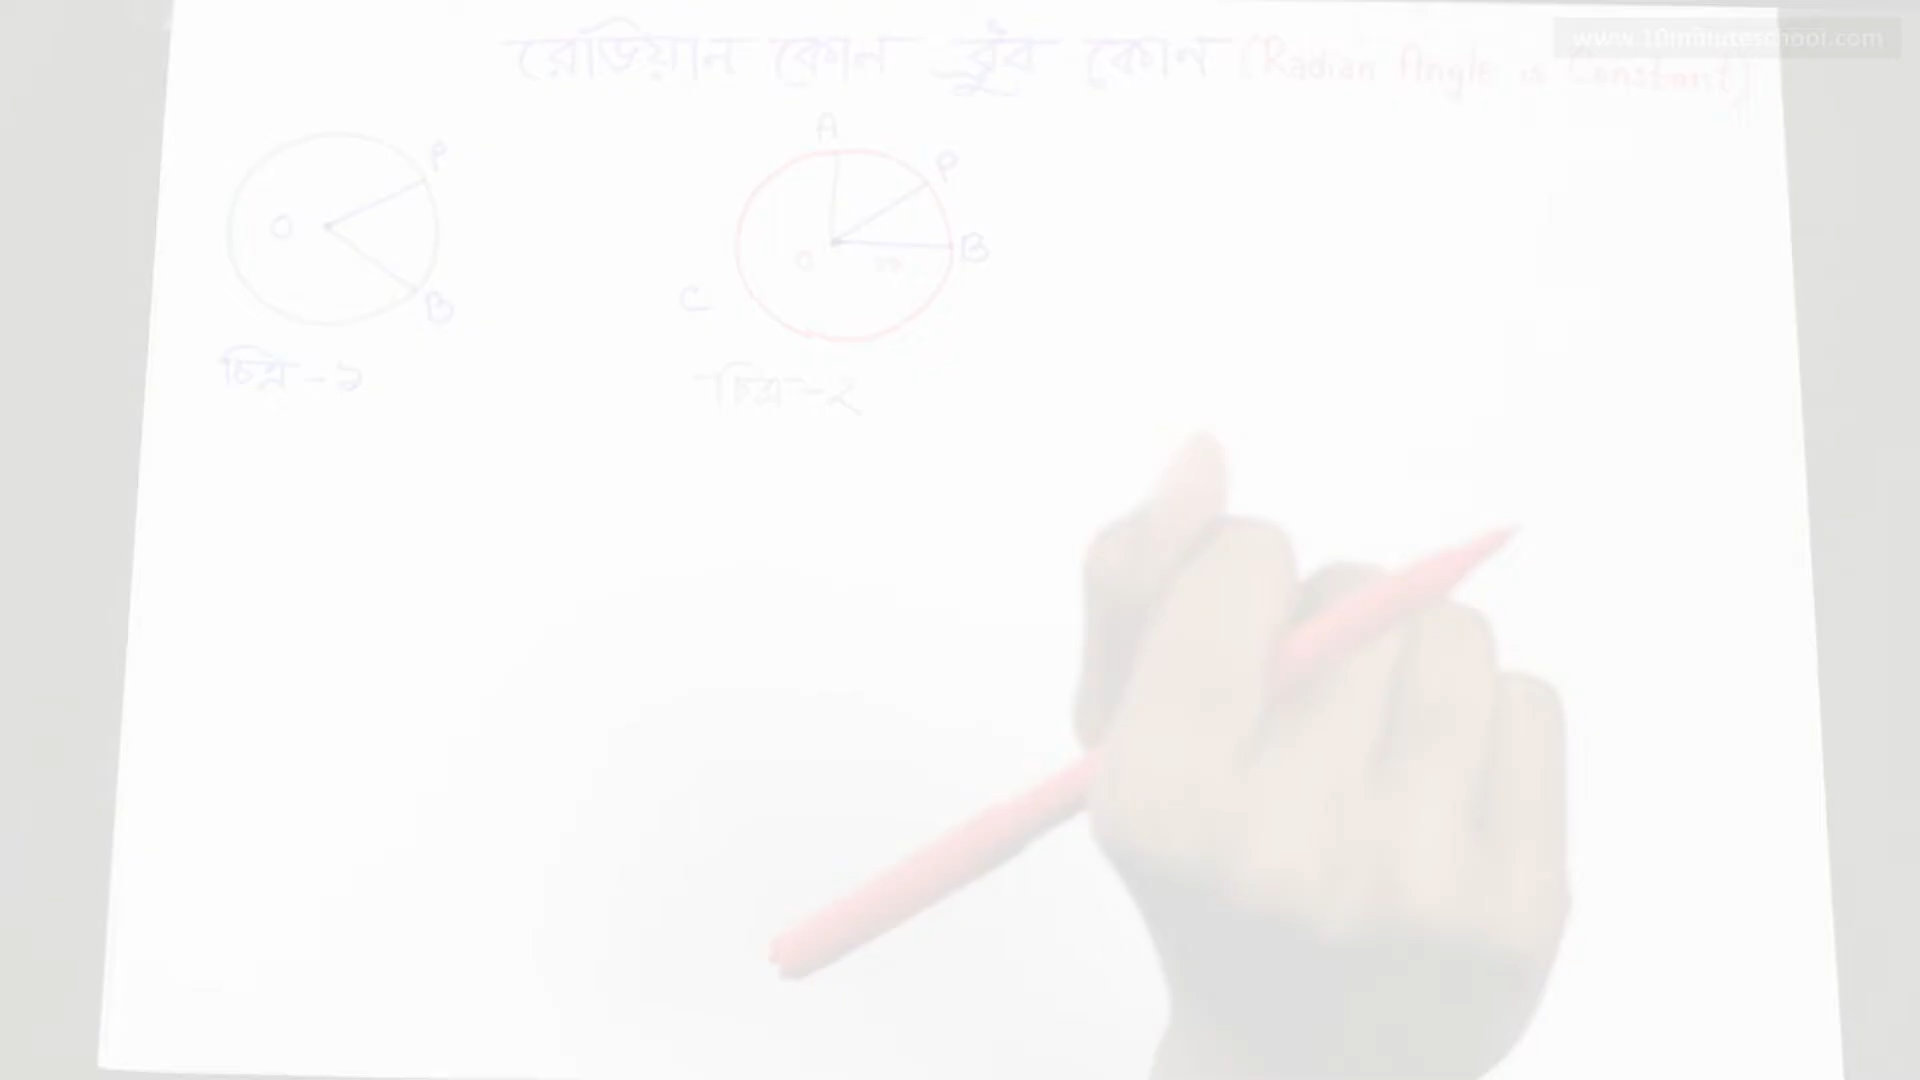 www.10minuteschool.com
রেডিয়ান কোন ধ্রুব কোন (Radian Angle is Constant)
P
O
B
চিত্র - ১
A
P
O
B
C
চিত্র - ২